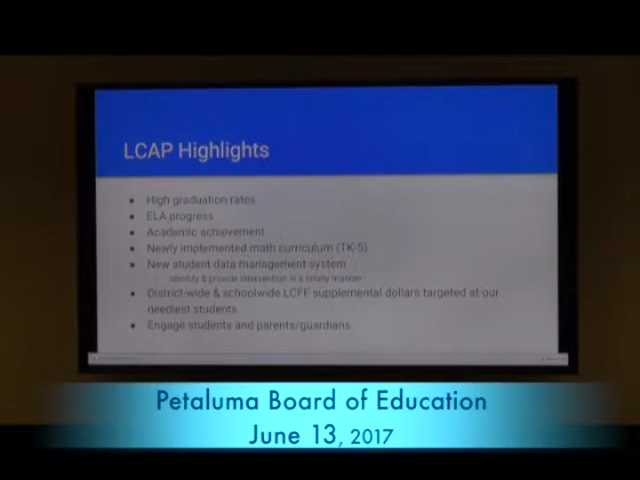 LCAP Highlights
● High graduation rates
● ELA progress
● Academic achievement
● Newly implemented math curriculum (TK-5)
● New student data management system
Identify & provide intervention in a timely manner
● District-wide & schoolwide LCFF supplemental dollars targeted at our
needliest students
● Engage students and parents/guardians
Petaluma Board of Education
June 13, 2017